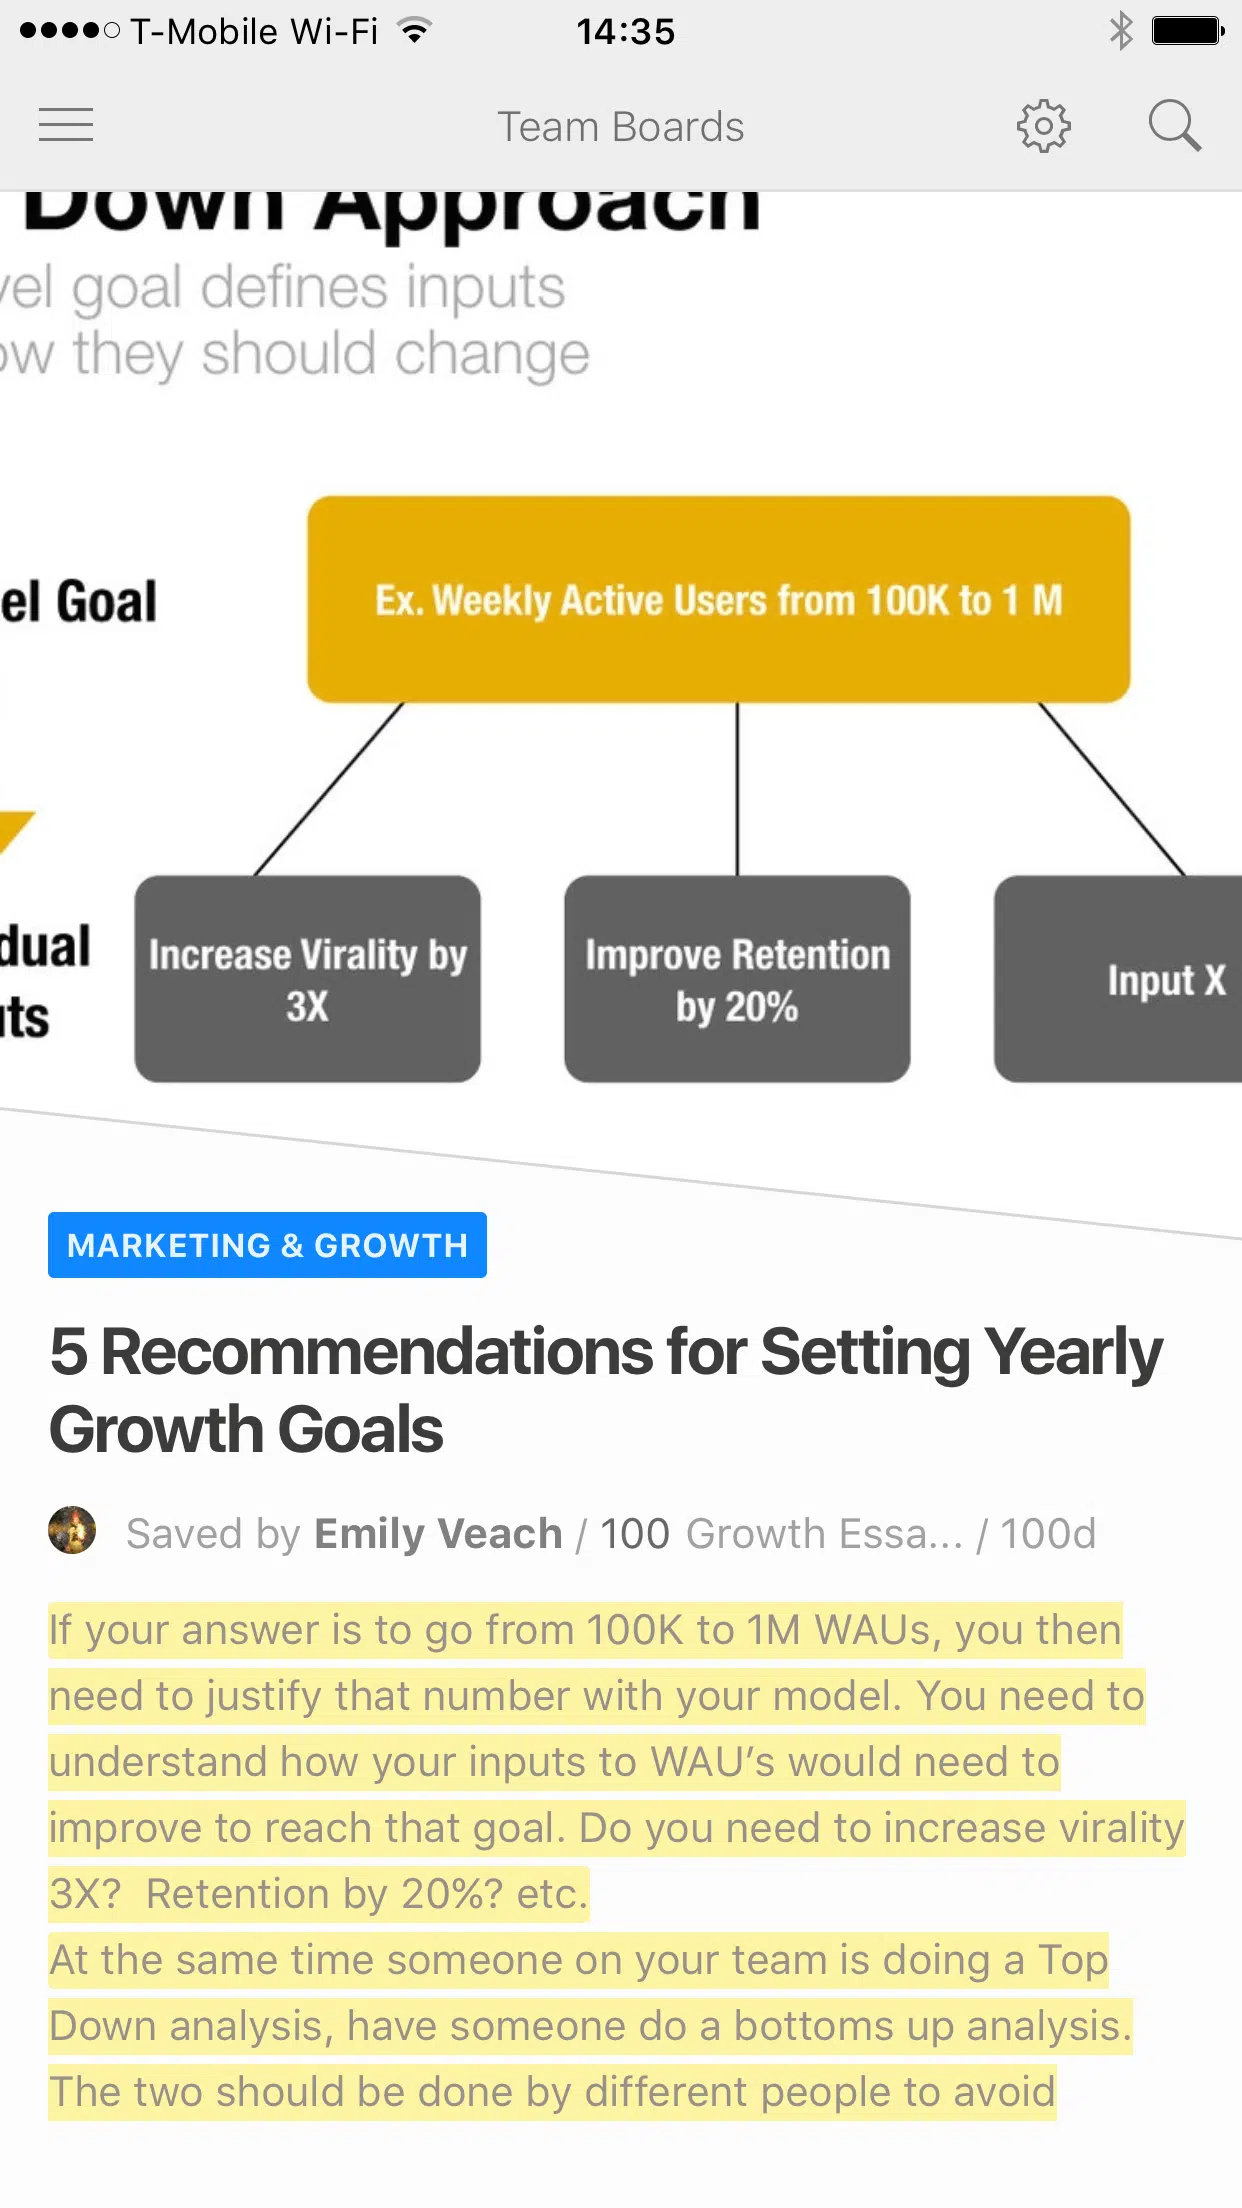 T-Mobile Wi-Fi 14:35
Team Boards
Down Approach
vel goal defines inputs
ow they should change
el Goal
Ex. Weekly Active Users from 100K to 1 M
dual
uts
Increase Virality by
3X
Improve Retention
by 20%
Input X
MARKETING & GROWTH
5 Recommendations for Setting Yearly
Growth Goals
Saved by Emily Veach / 100 Growth Essa... / 100d
If your answer is to go from 100K to 1M WAUs, you then
need to justify that number with your model. You need to
understand how your inputs to WAU’s would need to
improve to reach that goal. Do you need to increase virality
3X?  Retention by 20%? etc.
At the same time someone on your team is doing a Top
Down analysis, have someone do a bottoms up analysis.
The two should be done by different people to avoid